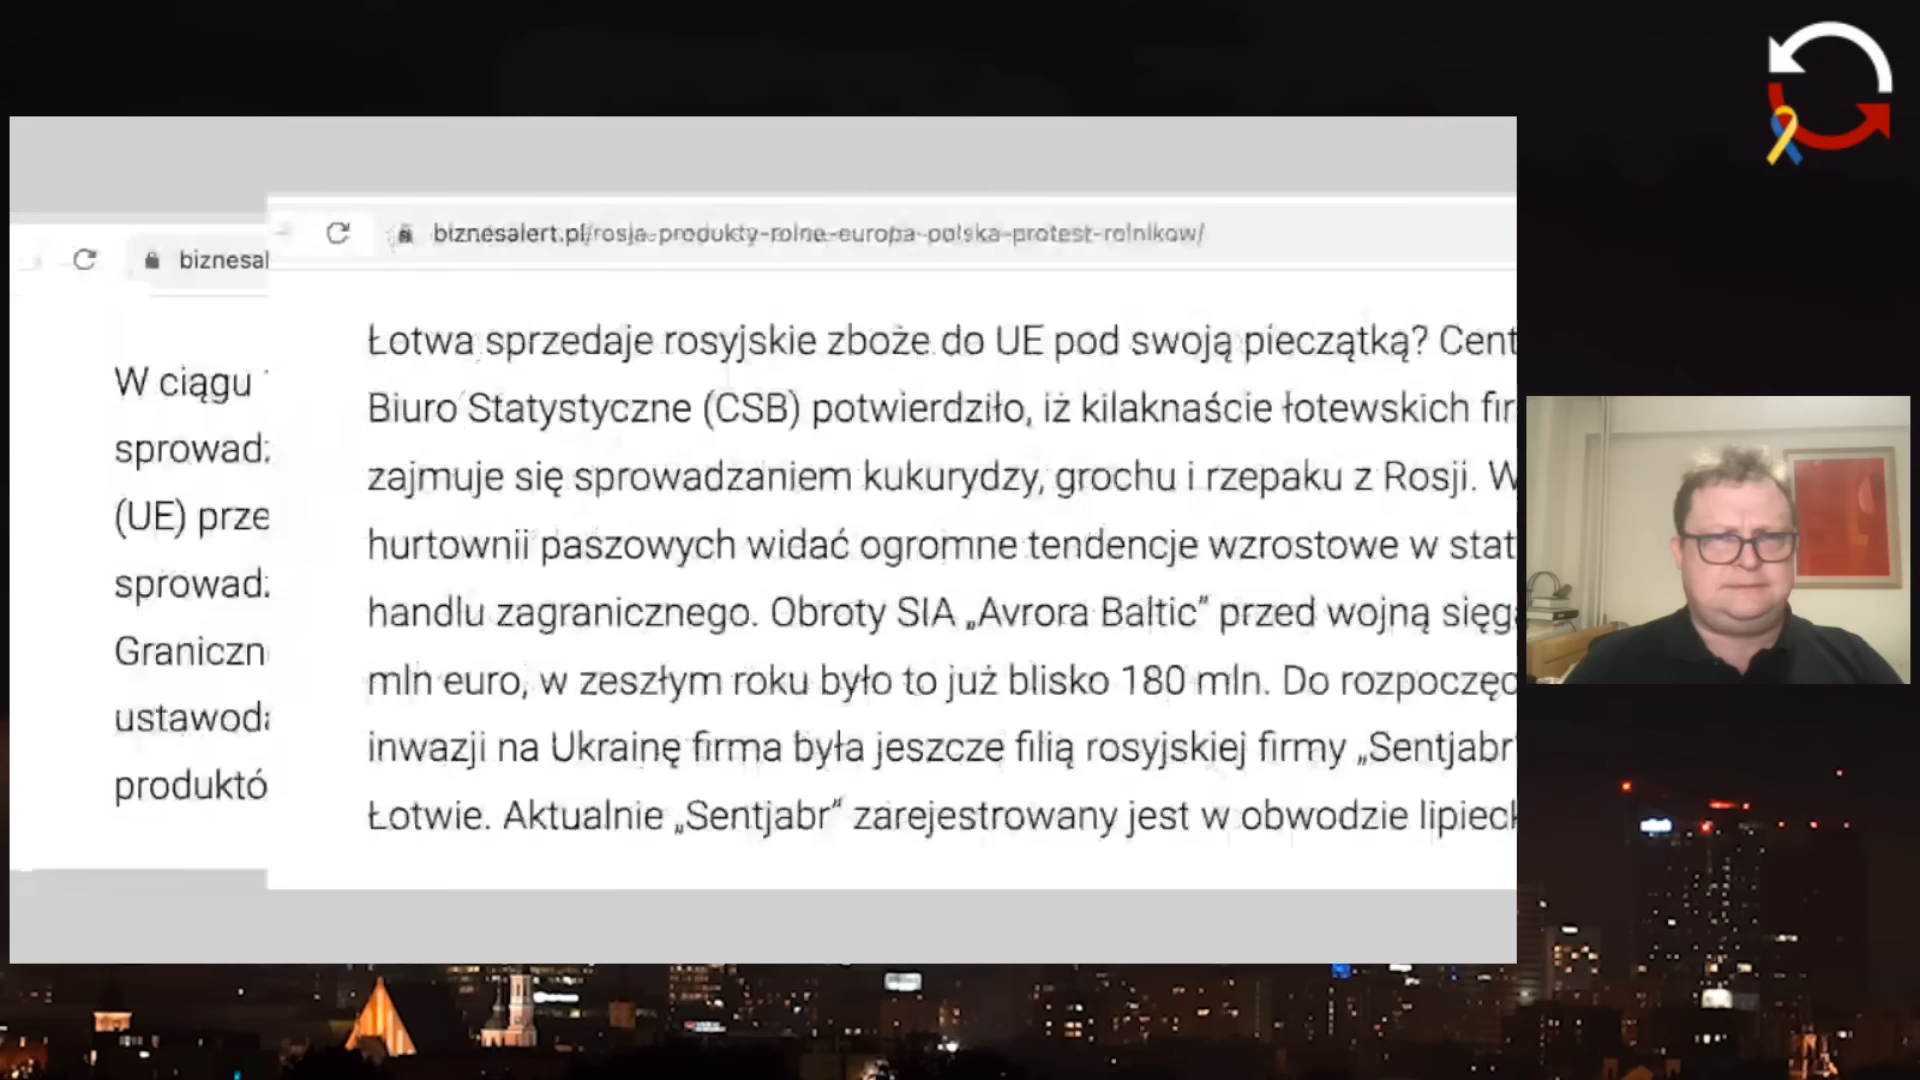 biznesal
W ciągu
sprowad
(UE) prze
sprowad
Graniczn
ustawod
produktó
biznesalert.pl/rosja-produkty-rolne-europa-polska-protest-rolnikow/
Łotwa sprzedaje rosyjskie zboże do UE pod swoją pieczątką? Cent
Biuro Statystyczne (CSB) potwierdziło, iż kilaknaście łotewskich fir
zajmuje się sprowadzaniem kukurydzy, grochu i rzepaku z Rosji. W
hurtownii paszowych widać ogromne tendencje wzrostowe w stat
handlu zagranicznego. Obroty SIA „Avrora Baltic” przed wojną sięg
mln euro, w zeszłym roku było to już blisko 180 mln. Do rozpoczęc
inwazji na Ukrainę firma była jeszcze filią rosyjskiej firmy „Sentjabr”
Łotwie. Aktualnie „Sentjabr” zarejestrowany jest w obwodzie lipieck